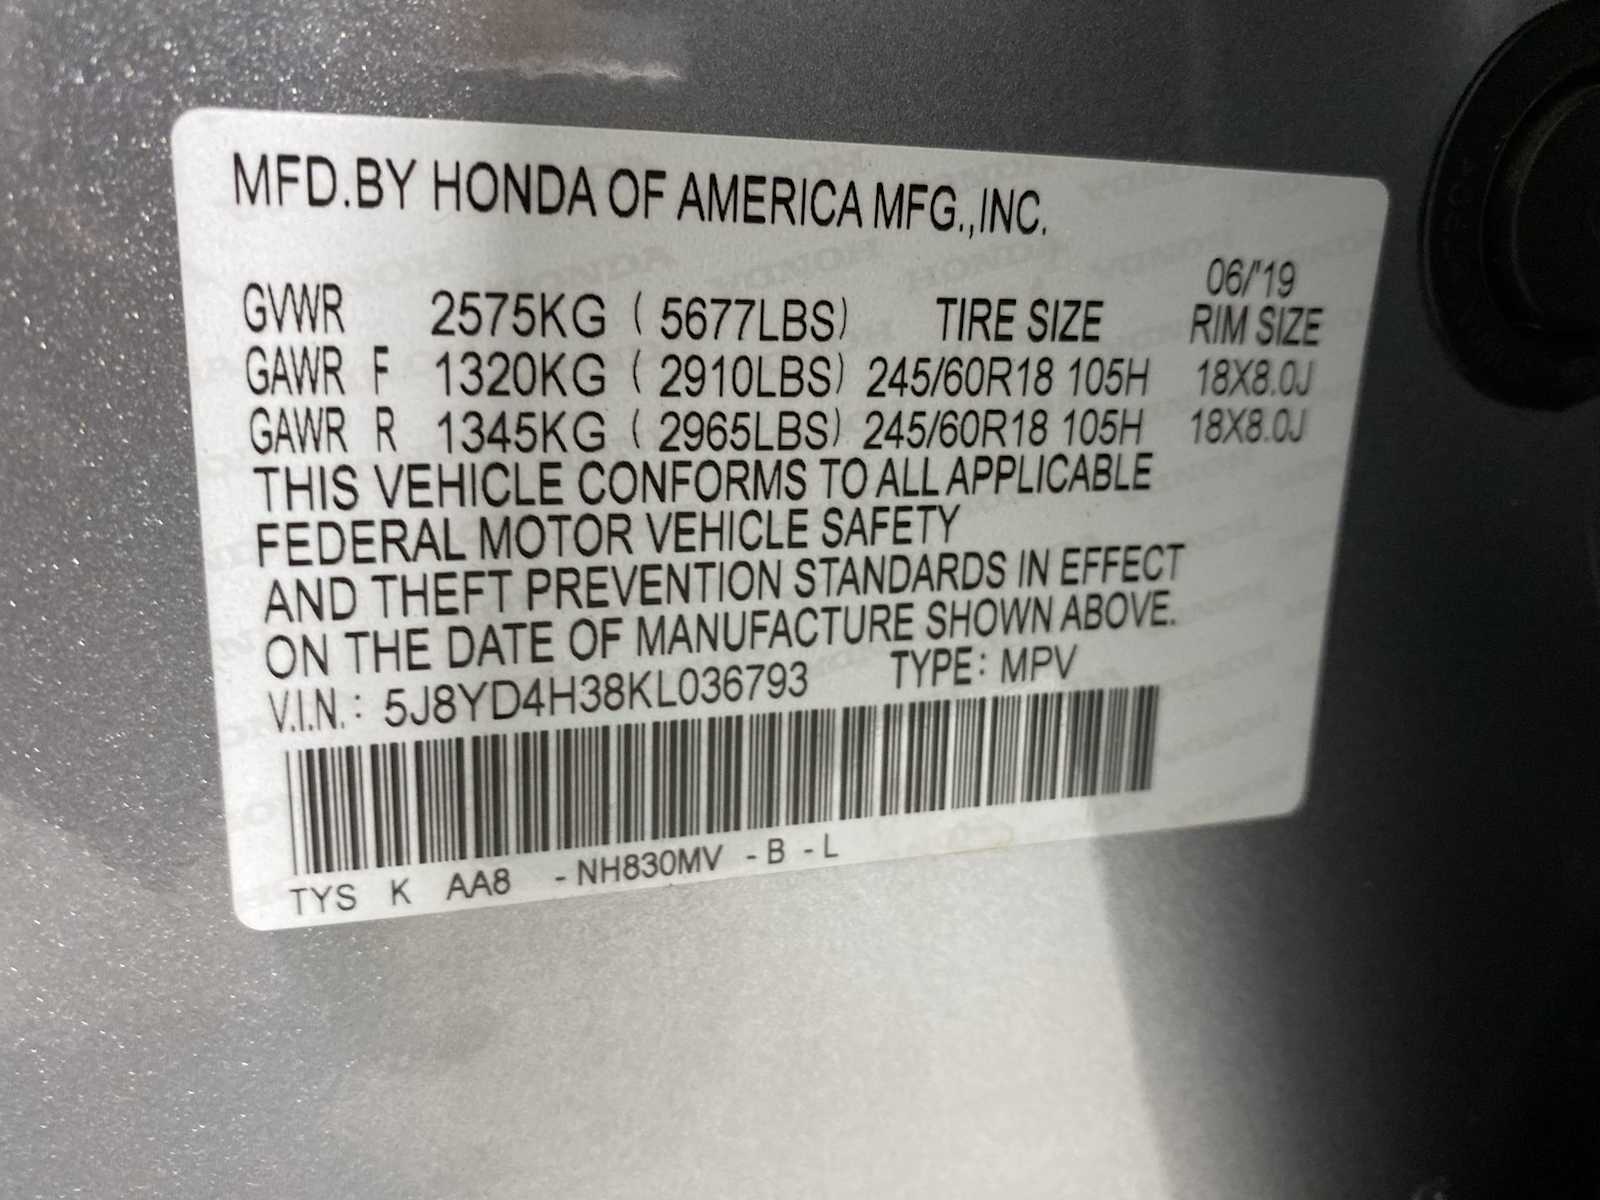 MFD.BY HONDA OF AMERICA MFG.,INC.
06/'19
GVWR 2575KG ( 5677LBS) TIRE SIZE RIM SIZE
GAWR F 1320KG ( 2910LBS) 245/60R18 105H 18X8.0J
GAWR R 1345KG ( 2965LBS) 245/60R18 105H 18X8.0J
THIS VEHICLE CONFORMS TO ALL APPLICABLE
FEDERAL MOTOR VEHICLE SAFETY
AND THEFT PREVENTION STANDARDS IN EFFECT
ON THE DATE OF MANUFACTURE SHOWN ABOVE.
V.I.N.: 5J8YD4H38KL036793 TYPE: MPV
TYS K AA8 -NH830MV -B -L